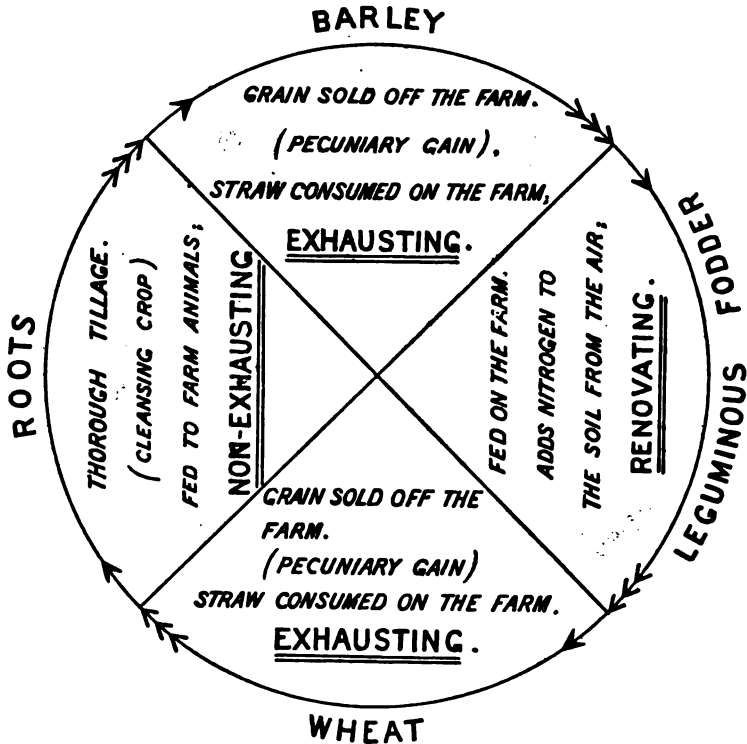 BARLEY
GRAIN SOLD OFF THE FARM.
(PECUNIARY GAIN).
STRAW CONSUMED ON THE FARM,
EXHAUSTING.
LEGUMINOUS FODDER
FED ON THE FARM.
ADDS NITROGEN TO
THE SOIL FROM THE AIR;
RENOVATING.
WHEAT
GRAIN SOLD OFF THE
FARM.
(PECUNIARY GAIN)
STRAW CONSUMED ON THE FARM.
EXHAUSTING.
ROOTS
THOROUGH TILLAGE.
(CLEANSING CROP)
FED TO FARM ANIMALS;
NON-EXHAUSTING